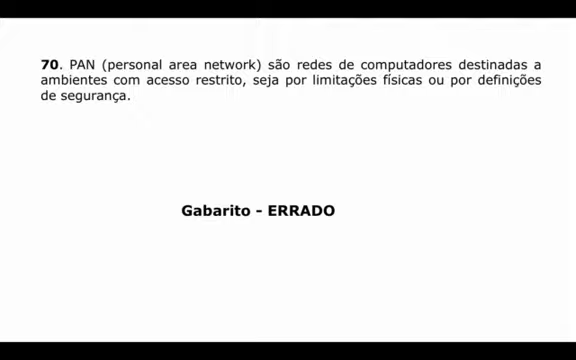 70. PAN (personal area network) são redes de computadores destinadas a
ambientes com acesso restrito, seja por limitações físicas ou por definições
de segurança.
Gabarito - ERRADO